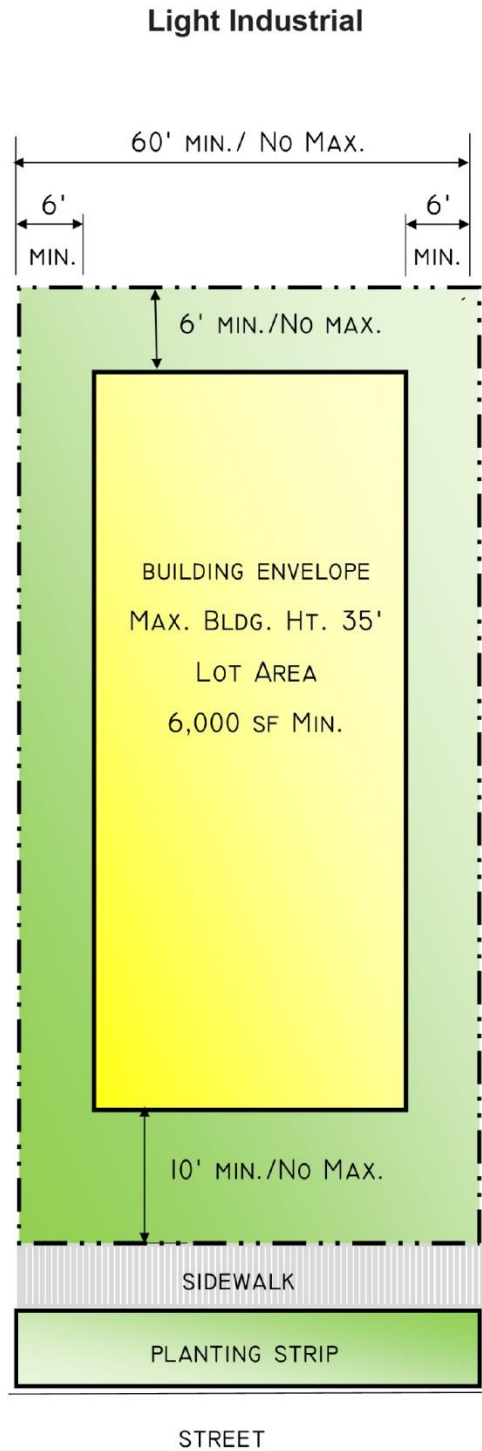 Light Industrial
60' MIN./ NO MAX.
6'
MIN.
6'
MIN.
6' MIN./NO MAX.
BUILDING ENVELOPE
MAX. BLDG. HT. 35'
LOT AREA
6,000 SF MIN.
10' MIN./NO MAX.
SIDEWALK
PLANTING STRIP
STREET